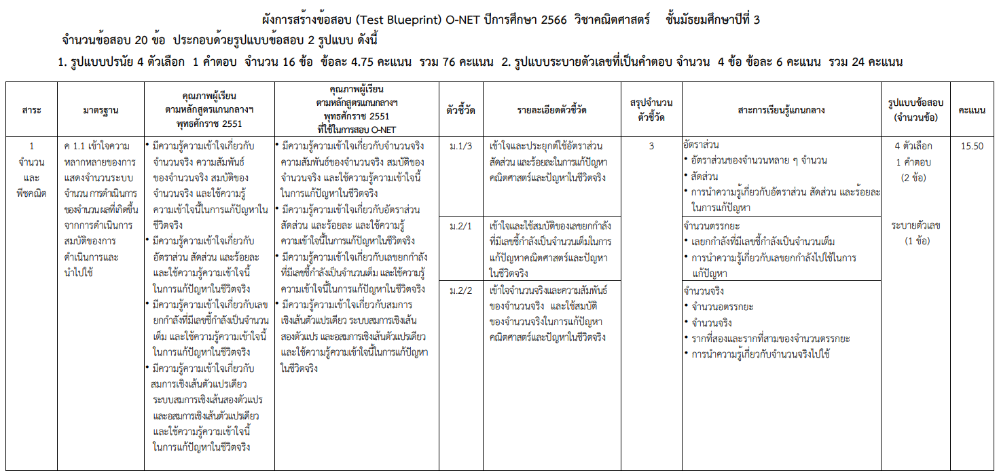 ผังการสร้างข้อสอบ (Test Blueprint) O-NET ปีการศึกษา 2566 วิชาคณิตศาสตร์ ชั้นมัธยมศึกษาปีที่ 3
จำนวนข้อสอบ 20 ข้อ ประกอบด้วยรูปแบบข้อสอบ 2 รูปแบบ ดังนี้
1. รูปแบบปรนัย 4 ตัวเลือก 1 คำตอบ จำนวน 16 ข้อ ข้อละ 4.75 คะแนน รวม 76 คะแนน 2. รูปแบบระบายตัวเลขที่เป็นคำตอบ จำนวน 4 ข้อ ข้อละ 6 คะแนน รวม 24 คะแนน
สาระ
มาตรฐาน
คุณภาพผู้เรียน
ตามหลักสูตรแกนกลางฯ
พุทธศักราช 2551
คุณภาพผู้เรียน
ตามหลักสูตรแกนกลางฯ
พุทธศักราช 2551
ที่ใช้ในการสอบ O-NET
ตัวชี้วัด
รายละเอียดตัวชี้วัด
สรุปจำนวน
ตัวชี้วัด
สาระการเรียนรู้แกนกลาง
รูปแบบข้อสอบ
(จำนวนข้อ)
คะแนน
1
จำนวน
และ
พีชคณิต
ค 1.1 เข้าใจความ
หลากหลายของการ
แสดงจำนวนระบบ
จำนวน การดำเนินการ
ของจำนวน ผลที่เกิดขึ้น
จากการดำเนินการ
สมบัติของการ
ดำเนินการและ
นำไปใช้
• มีความรู้ความเข้าใจเกี่ยวกับ
จำนวนจริง ความสัมพันธ์
ของจำนวนจริง สมบัติของ
จำนวนจริง และใช้ความรู้
ความเข้าใจนี้ในการแก้ปัญหาใน
ชีวิตจริง
• มีความรู้ความเข้าใจเกี่ยวกับ
อัตราส่วน สัดส่วน และร้อยละ
และใช้ความรู้ความเข้าใจนี้
ในการแก้ปัญหาในชีวิตจริง
• มีความรู้ความเข้าใจเกี่ยวกับเลข
ยกกำลังที่มีเลขชี้กำลังเป็นจำนวน
เต็ม และใช้ความรู้ความเข้าใจนี้
ในการแก้ปัญหาในชีวิตจริง
• มีความรู้ความเข้าใจเกี่ยวกับ
สมการเชิงเส้นตัวแปรเดียว
ระบบสมการเชิงเส้นสองตัวแปร
และอสมการเชิงเส้นตัวแปรเดียว
และใช้ความรู้ความเข้าใจนี้
ในการแก้ปัญหาในชีวิตจริง
• มีความรู้ความเข้าใจเกี่ยวกับจำนวนจริง
ความสัมพันธ์ของจำนวนจริง สมบัติของ
จำนวนจริง และใช้ความรู้ความเข้าใจนี้
ในการแก้ปัญหาในชีวิตจริง
• มีความรู้ความเข้าใจเกี่ยวกับอัตราส่วน
สัดส่วน และร้อยละ และใช้ความรู้
ความเข้าใจนี้ในการแก้ปัญหาในชีวิตจริง
• มีความรู้ความเข้าใจเกี่ยวกับเลขยกกำลัง
ที่มีเลขชี้กำลังเป็นจำนวนเต็ม และใช้ความรู้
ความเข้าใจนี้ในการแก้ปัญหาในชีวิตจริง
• มีความรู้ความเข้าใจเกี่ยวกับสมการ
เชิงเส้นตัวแปรเดียว ระบบสมการเชิงเส้น
สองตัวแปร และอสมการเชิงเส้นตัวแปรเดียว
และใช้ความรู้ความเข้าใจนี้ในการแก้ปัญหา
ในชีวิตจริง
ม.1/3
เข้าใจและประยุกต์ใช้อัตราส่วน
สัดส่วน และร้อยละในการแก้ปัญหา
คณิตศาสตร์และปัญหาในชีวิตจริง
3
อัตราส่วน
• อัตราส่วนของจำนวนหลาย ๆ จำนวน
• สัดส่วน
• การนำความรู้เกี่ยวกับอัตราส่วน สัดส่วน และร้อยละ
ในการแก้ปัญหา
4 ตัวเลือก
1 คำตอบ
(2 ข้อ)
ระบายตัวเลข
(1 ข้อ)
15.50
ม.2/1
เข้าใจและใช้สมบัติของเลขยกกำลัง
ที่มีเลขชี้กำลังเป็นจำนวนเต็มในการ
แก้ปัญหาคณิตศาสตร์และปัญหา
ในชีวิตจริง
จำนวนตรรกยะ
• เลขยกกำลังที่มีเลขชี้กำลังเป็นจำนวนเต็ม
• การนำความรู้เกี่ยวกับเลขยกกำลังไปใช้ในการ
แก้ปัญหา
ม.2/2
เข้าใจจำนวนจริงและความสัมพันธ์
ของจำนวนจริง และใช้สมบัติ
ของจำนวนจริงในการแก้ปัญหา
คณิตศาสตร์และปัญหาในชีวิตจริง
จำนวนจริง
• จำนวนอตรรกยะ
• จำนวนจริง
• รากที่สองและรากที่สามของจำนวนตรรกยะ
• การนำความรู้เกี่ยวกับจำนวนจริงไปใช้